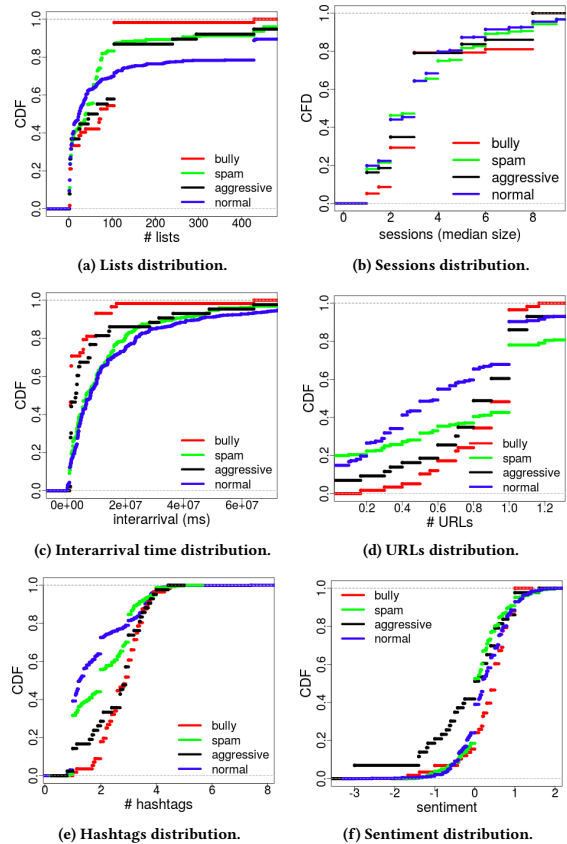 CDF
0.0 0.2 0.4 0.6 0.8 1.0
bully
spam
aggressive
normal
0 100 200 300 400
# lists
(a) Lists distribution.
CFD
0.0 0.2 0.4 0.6 0.8 1.0
bully
spam
aggressive
normal
0 2 4 6 8
sessions (median size)
(b) Sessions distribution.
CDF
0.0 0.2 0.4 0.6 0.8 1.0
bully
spam
aggressive
normal
0e+00 2e+07 4e+07 6e+07
interarrival (ms)
(c) Interarrival time distribution.
CDF
0.0 0.2 0.4 0.6 0.8 1.0
bully
spam
aggressive
normal
0.2 0.4 0.6 0.8 1.0 1.2
# URLs
(d) URLs distribution.
CDF
0.0 0.2 0.4 0.6 0.8 1.0
bully
spam
aggressive
normal
0 2 4 6 8
# hashtags
(e) Hashtags distribution.
CDF
0.0 0.2 0.4 0.6 0.8 1.0
bully
spam
aggressive
normal
-3 -2 -1 0 1 2
sentiment
(f) Sentiment distribution.